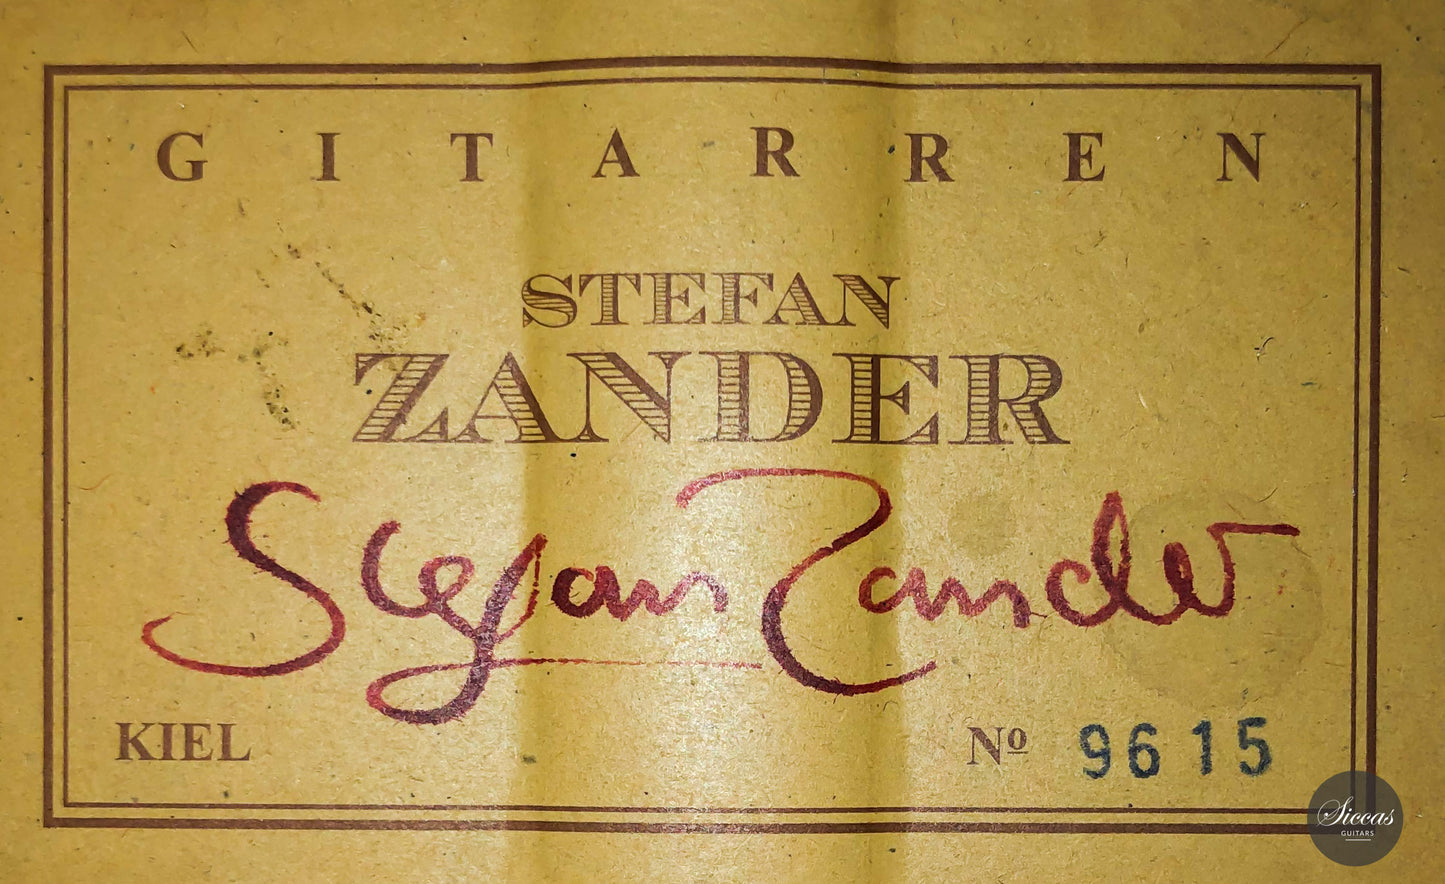 GITARREN
STEFAN
ZANDER
Stefan Zander
KIEL
Nº 9615
Siccas
GUITARS